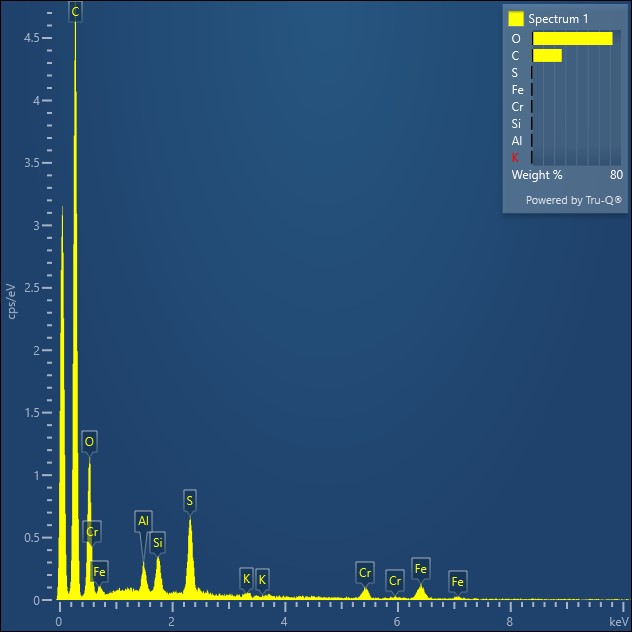 C
4.5
4
3.5
3
2.5
2
1.5
1
0.5
0
cps/eV
O
Cr
Fe
Al
Si
S
K K
Cr
Cr
Fe
Fe
0 2 4 6 8 keV
Spectrum 1
O
C
S
Fe
Cr
Si
Al
K
Weight % 80
Powered by Tru-Q®